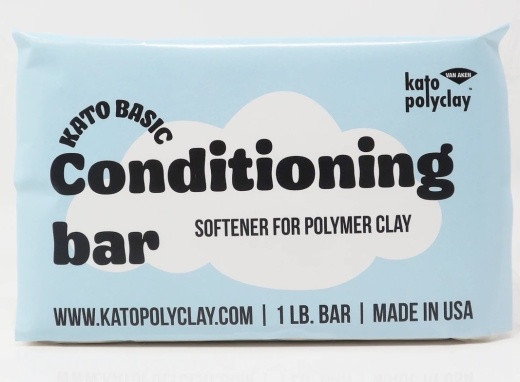 kato
VAN AKEN
polyclay™
KATO BASIC
Conditioning
bar
SOFTENER FOR POLYMER CLAY
WWW.KATOPOLYCLAY.COM | 1 LB. BAR | MADE IN USA